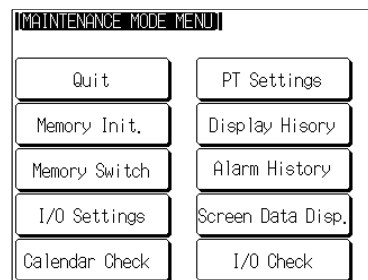 [MAINTENANCE MODE MENU]
Quit
PT Settings
Memory Init.
Display Hisory
Memory Switch
Alarm History
I/O Settings
Screen Data Disp.
Calendar Check
I/O Check